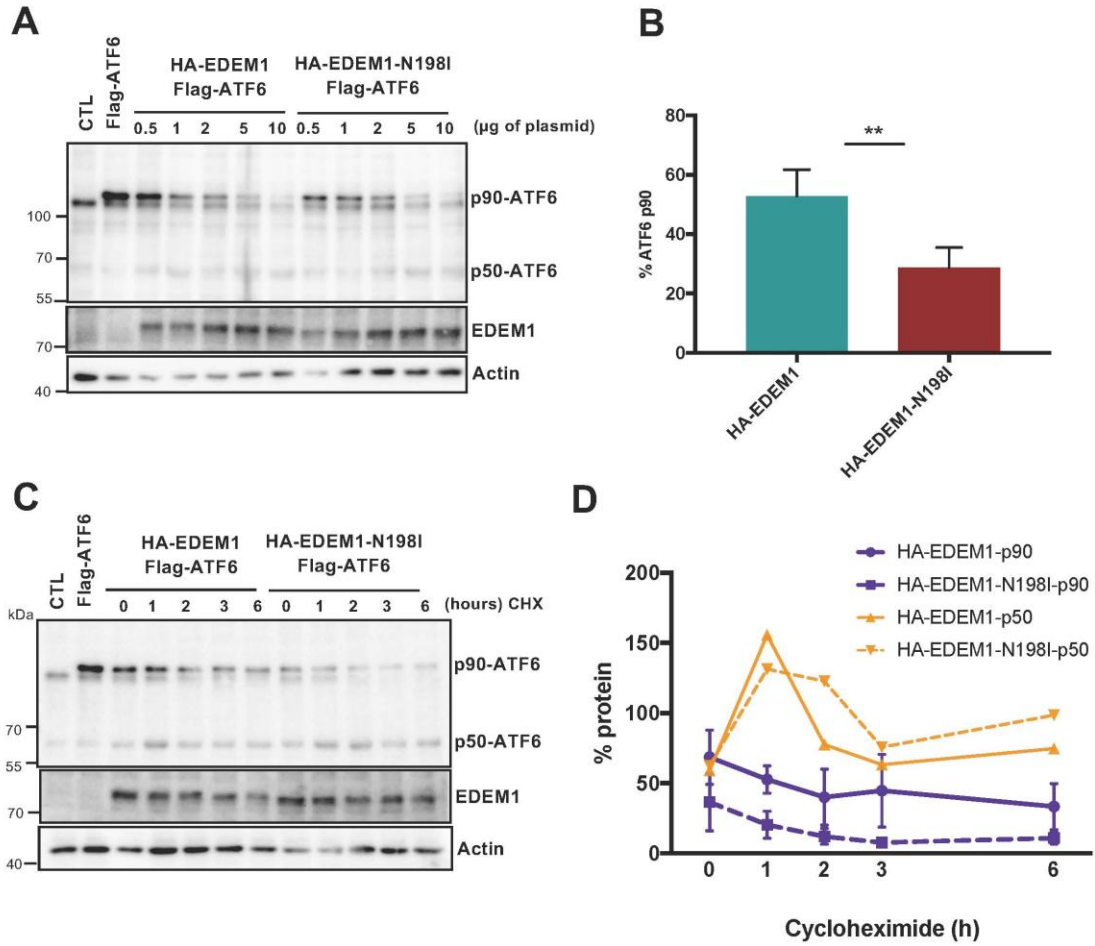 A
CTL
Flag-ATF6
HA-EDEM1
Flag-ATF6
HA-EDEM1-N198I
Flag-ATF6
0.5 1 2 5 10 0.5 1 2 5 10 (µg of plasmid)
100
70
55
p90-ATF6
p50-ATF6
70
EDEM1
40
Actin
B
% ATF6 p90
80
60
40
20
0
**
HA-EDEM1
HA-EDEM1-N198I
C
CTL
Flag-ATF6
HA-EDEM1
Flag-ATF6
HA-EDEM1-N198I
Flag-ATF6
kDa
0 1 2 3 6 0 1 2 3 6 (hours) CHX
p90-ATF6
70
p50-ATF6
55
EDEM1
70
Actin
40
D
HA-EDEM1-p90
HA-EDEM1-N198I-p90
HA-EDEM1-p50
HA-EDEM1-N198I-p50
% protein
200
150
100
50
0
0 1 2 3 6
Cycloheximide (h)